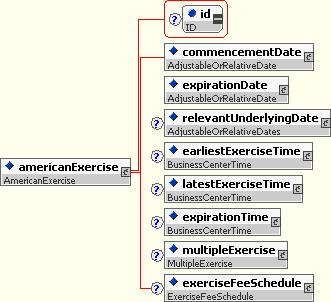 id
ID
commencementDate
AdjustableOrRelativeDate
expirationDate
AdjustableOrRelativeDate
? relevantUnderlyingDate
AdjustableOrRelativeDates
americanExercise
AmericanExercise
? earliestExerciseTime
BusinessCenterTime
? latestExerciseTime
BusinessCenterTime
? expirationTime
BusinessCenterTime
? multipleExercise
MultipleExercise
? exerciseFeeSchedule
ExerciseFeeSchedule